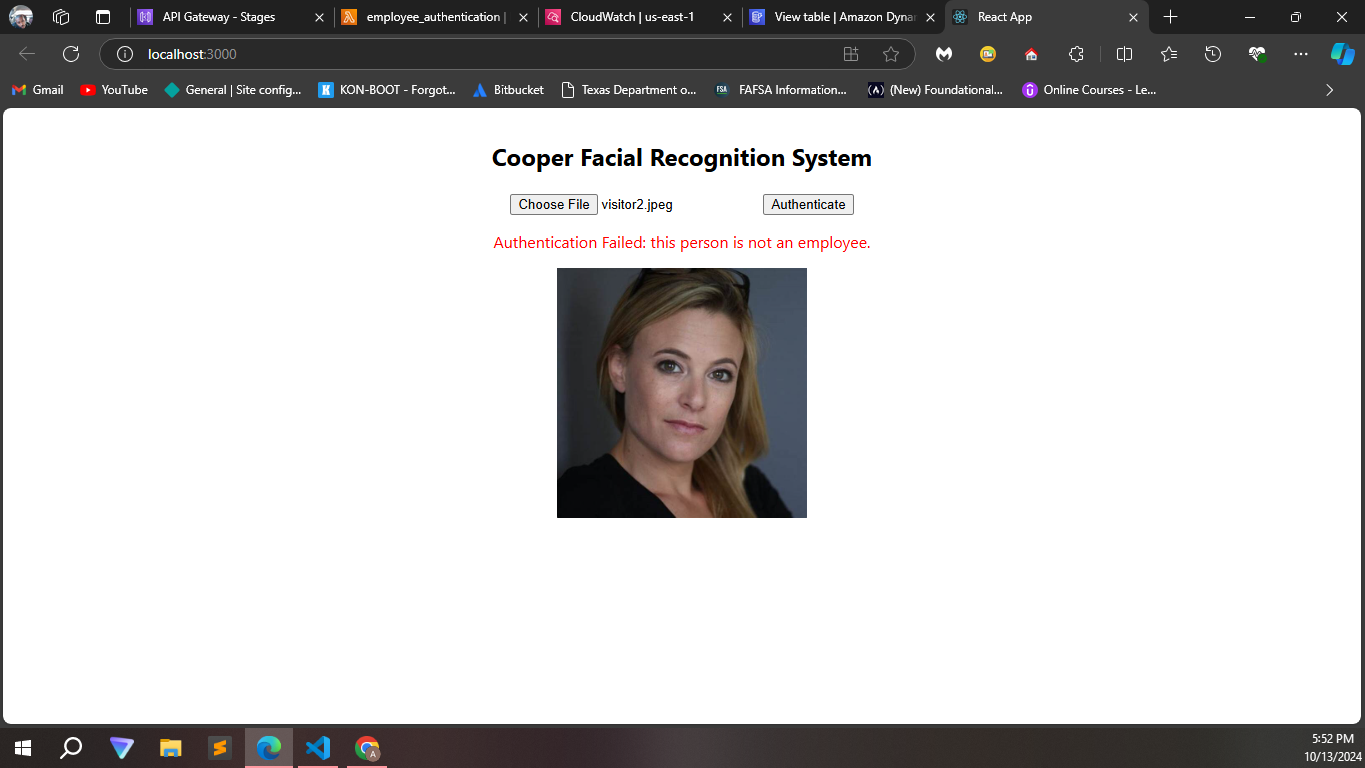 API Gateway - Stages
employee_authentication |
CloudWatch | us-east-1
View table | Amazon Dynam
React App
localhost:3000
Gmail
YouTube
General | Site config...
KON-BOOT - Forgot...
Bitbucket
Texas Department o...
FSA
FAFSA Information...
(New) Foundational...
Online Courses - Le...
Cooper Facial Recognition System
Choose File visitor2.jpeg
Authenticate
Authentication Failed: this person is not an employee.
A
5:52 PM
10/13/2024